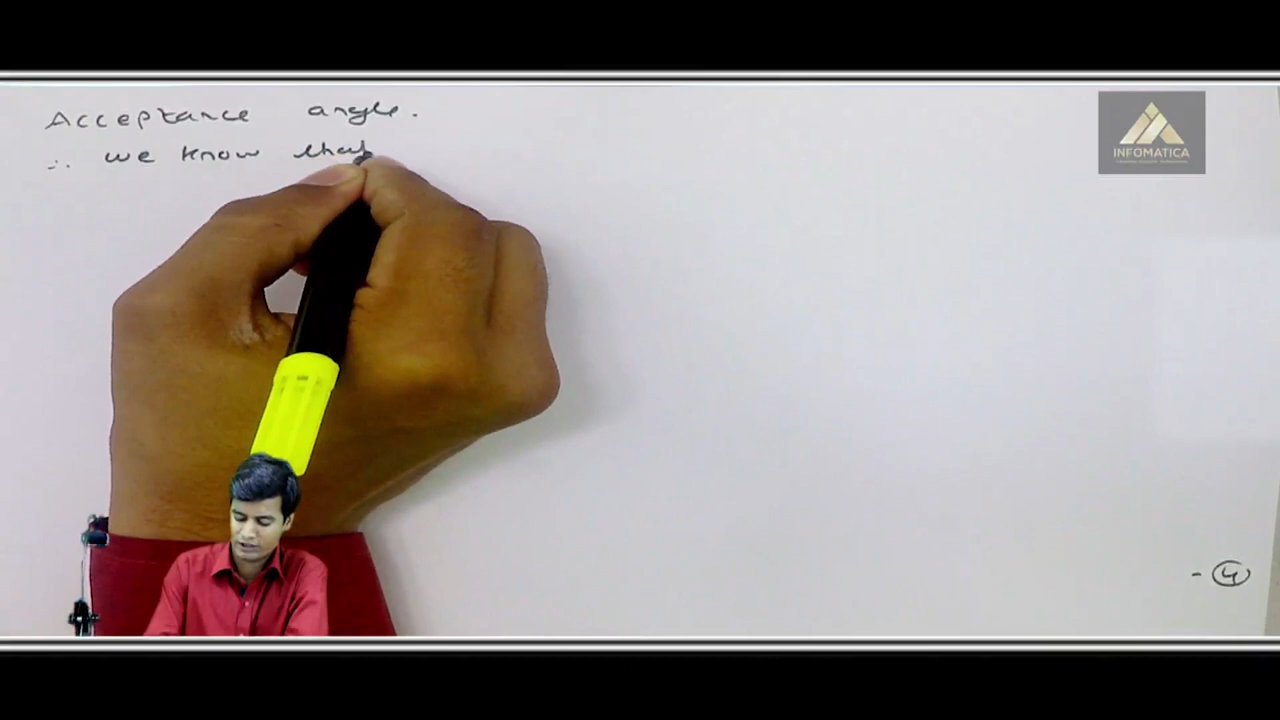 Acceptance angle.
∴ we know that
INFOMATICA
- ④